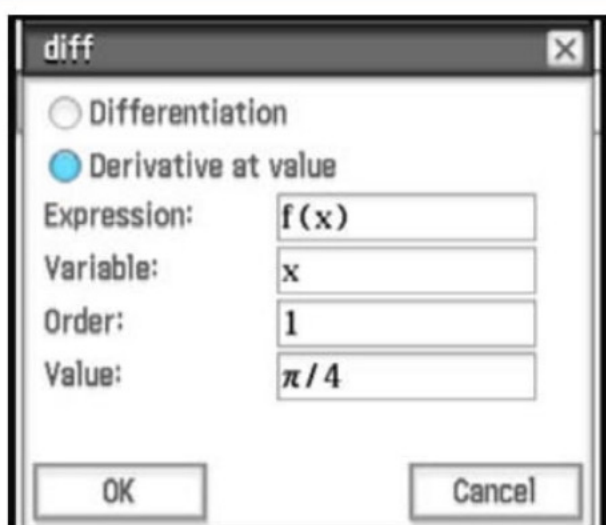 diff
Differentiation
Derivative at value
Expression: f(x)
Variable: x
Order: 1
Value: π/4
OK Cancel